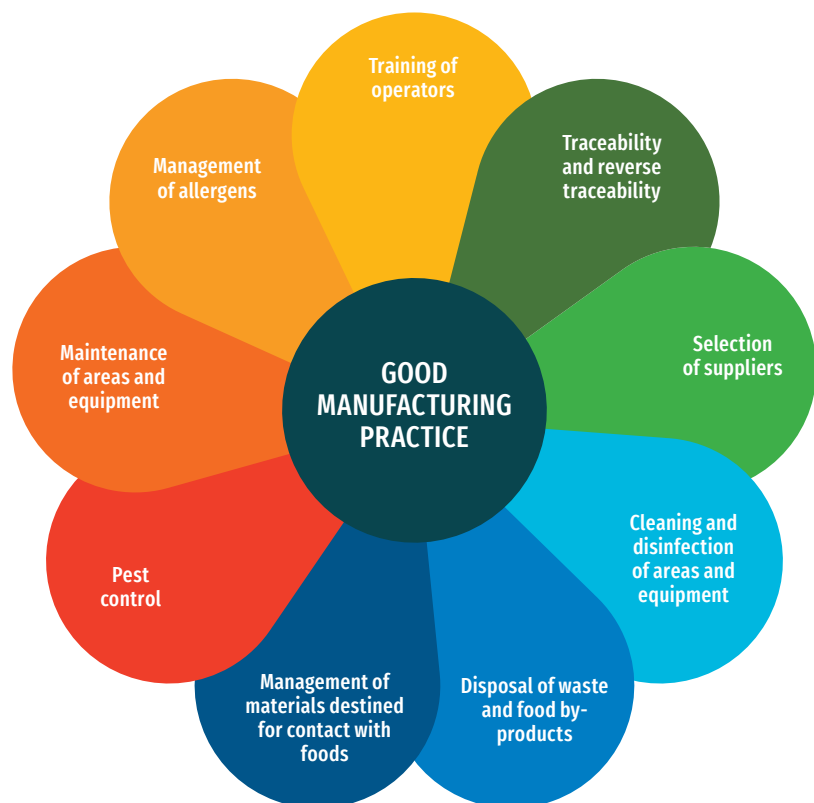 Training of
operators
Traceability
and reverse
traceability
Selection
of suppliers
Cleaning and
disinfection
of areas and
equipment
Disposal of waste
and food by-
products
Management of
materials destined
for contact with
foods
Pest
control
Maintenance
of areas and
equipment
Management
of allergens
GOOD
MANUFACTURING
PRACTICE